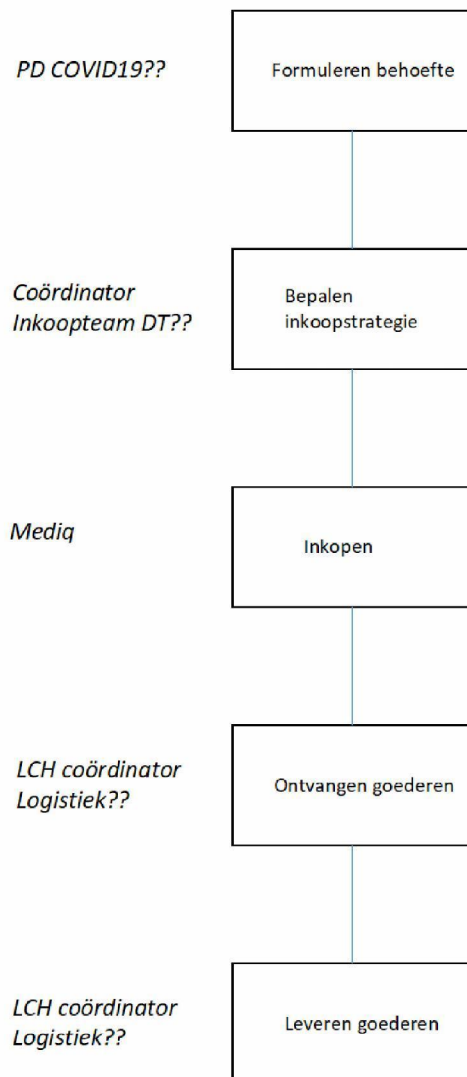 PD COVID19??
Formuleren behoefte
Coördinator
Inkoopteam DT??
Bepalen
inkoopstrategie
Mediq
Inkopen
LCH coördinator
Logistiek??
Ontvangen goederen
LCH coördinator
Logistiek??
Leveren goederen